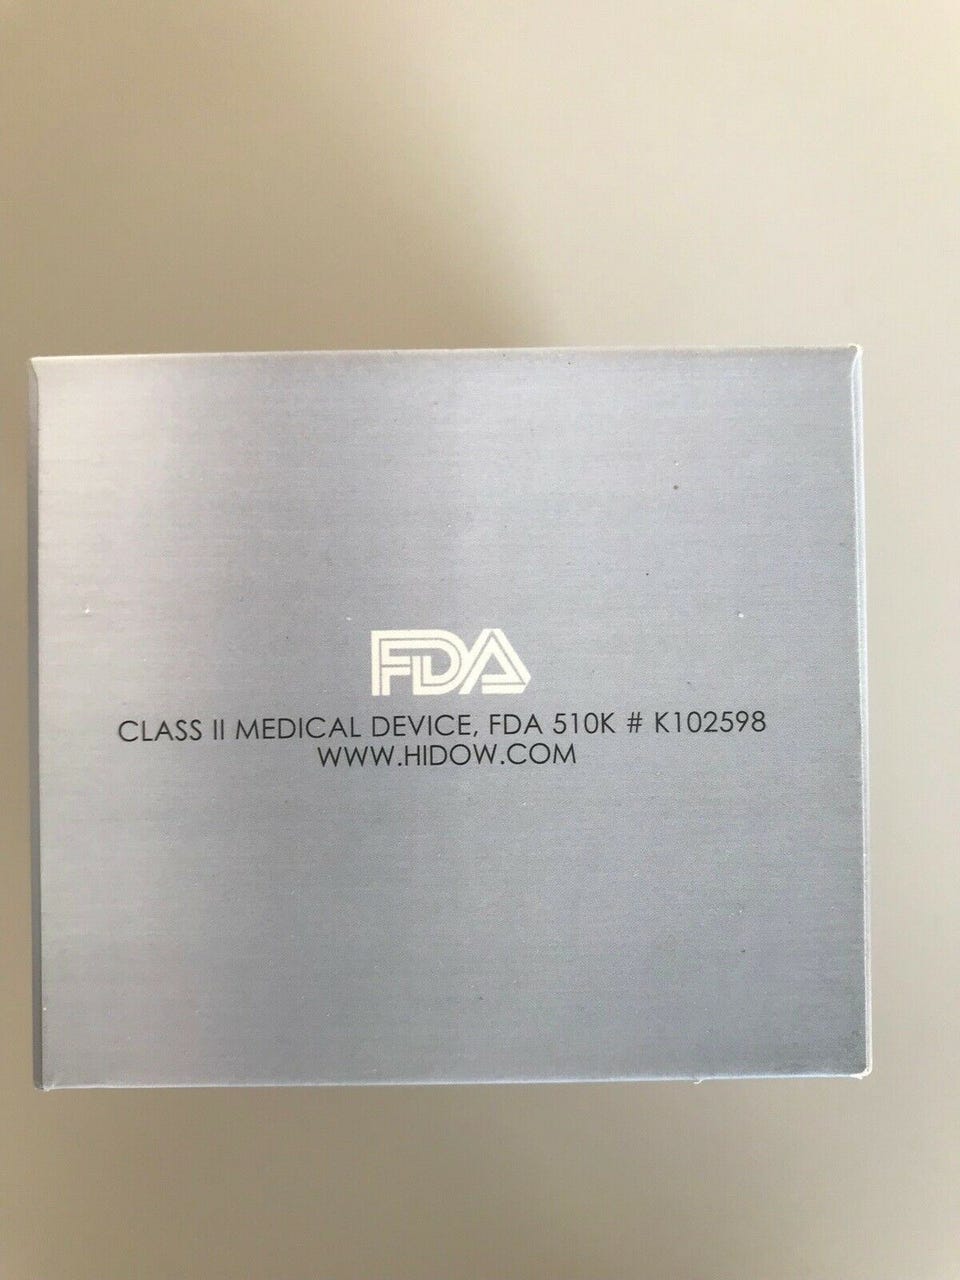 FDA
CLASS II MEDICAL DEVICE, FDA 510K # K102598
WWW.HIDOW.COM